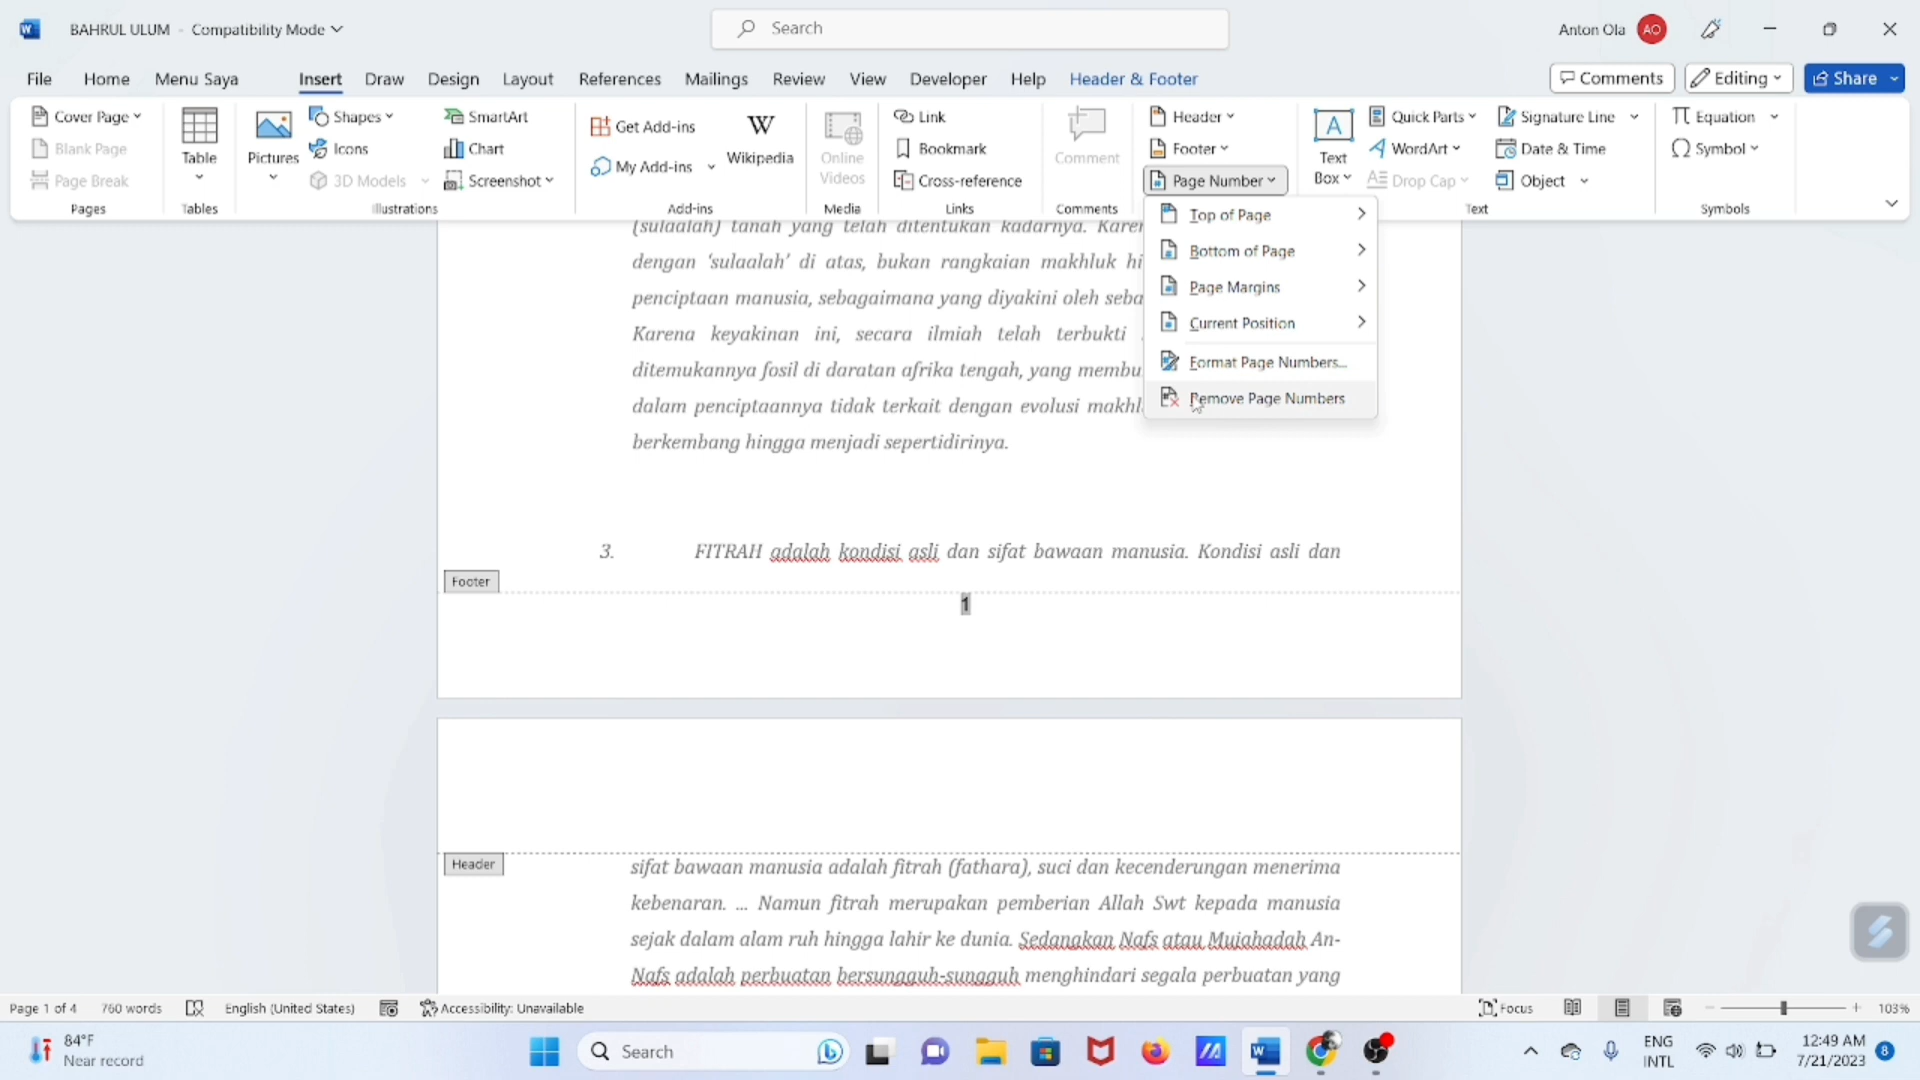 BAHRUL ULUM - Compatibility Mode
Search
Anton Ola AO
File Home Menu Saya Insert Draw Design Layout References Mailings Review View Developer Help Header & Footer
Comments Editing Share
Cover Page
Blank Page
Page Break
Pages
Table
Tables
Pictures
Shapes
Icons
3D Models
SmartArt
Chart
Screenshot
Illustrations
Get Add-ins
My Add-ins
W
Wikipedia
Add-ins
Online
Videos
Media
Link
Bookmark
Cross-reference
Links
Comment
Comments
Header
Footer
Page Number
Text
Box
Quick Parts
WordArt
Drop Cap
Signature Line
Date & Time
Object
Text
Equation
Symbol
Symbols
Top of Page
Bottom of Page
Page Margins
Current Position
Format Page Numbers...
Remove Page Numbers
(sulaalah) tanah yang telah ditentukan kadarnya.
dengan ‘sulaalah’ di atas, bukan rangkaian makhluk
penciptaan manusia, sebagaimana yang diyakini oleh
Karena keyakinan ini, secara ilmiah telah terbukti
ditemukannya fosil di daratan afrika tengah, yang
dalam penciptaannya tidak terkait dengan evolusi
berkembang hingga menjadi sepertidirinya.
3. FITRAH adalah kondisi asli dan sifat bawaan manusia. Kondisi asli dan
Footer
1
Header
sifat bawaan manusia adalah fitrah (fathara), suci dan kecenderungan menerima
kebenaran. ... Namun fitrah merupakan pemberian Allah Swt kepada manusia
sejak dalam alam ruh hingga lahir ke dunia. Sedangkan Nafs atau Mujahadah An-
Nafs adalah perbuatan bersungguh-sungguh menghindari segala perbuatan yang
Page 1 of 4 760 words English (United States) Accessibility: Unavailable Focus 103%
84°F
Near record
Search
ENG
INTL
12:49 AM
7/21/2023
8